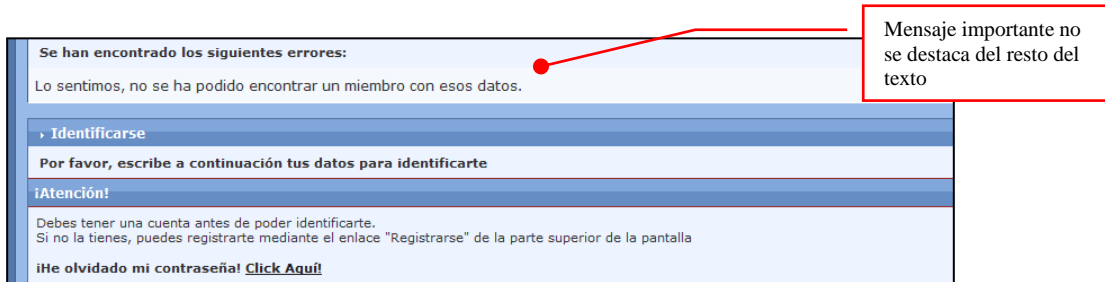 Mensaje importante no
se destaca del resto del
texto
Se han encontrado los siguientes errores:
Lo sentimos, no se ha podido encontrar un miembro con esos datos.
Identificarse
Por favor, escribe a continuación tus datos para identificarte
¡Atención!
Debes tener una cuenta antes de poder identificarte.
Si no la tienes, puedes registrarte mediante el enlace "Registrarse" de la parte superior de la pantalla
¡He olvidado mi contraseña! Click Aquí!